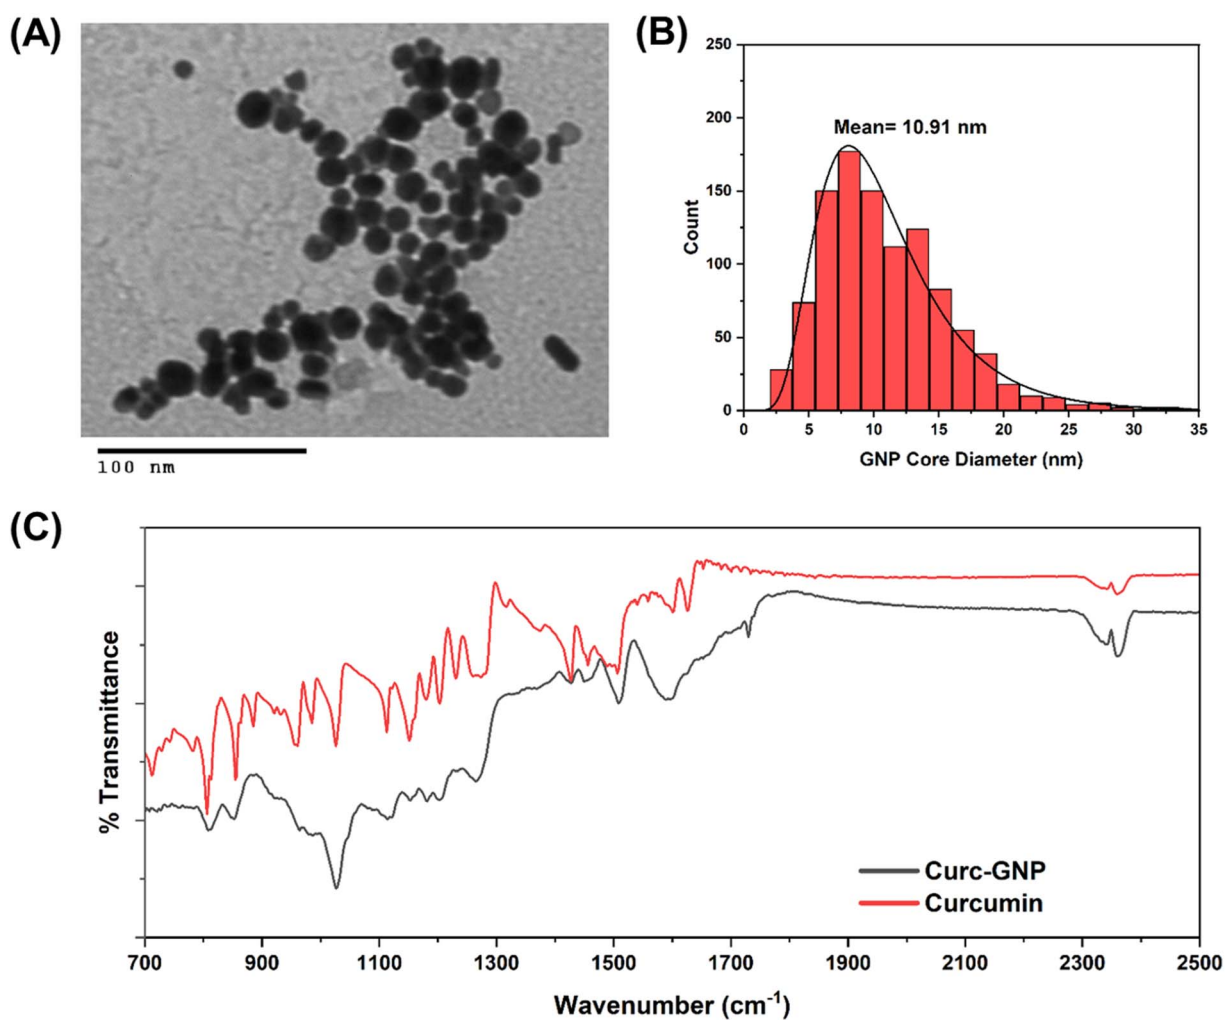 (A)
100 nm
(B)
250
200
150
100
50
0
Count
Mean= 10.91 nm
0 5 10 15 20 25 30 35
GNP Core Diameter (nm)
(C)
% Transmittance
Curc-GNP
Curcumin
700 900 1100 1300 1500 1700 1900 2100 2300 2500
Wavenumber (cm⁻¹)